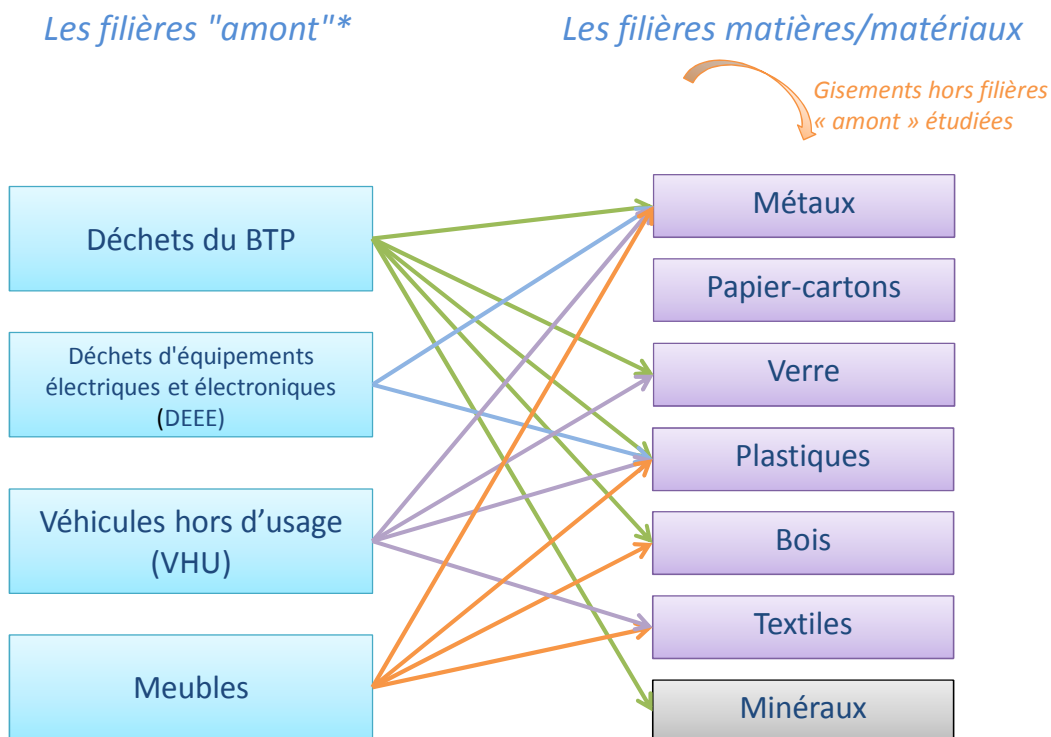 Les filières "amont"*
Les filières matières/matériaux
Gisements hors filières
« amont » étudiées
Déchets du BTP
Déchets d'équipements
électriques et électroniques
(DEEE)
Véhicules hors d’usage
(VHU)
Meubles
Métaux
Papier-cartons
Verre
Plastiques
Bois
Textiles
Minéraux